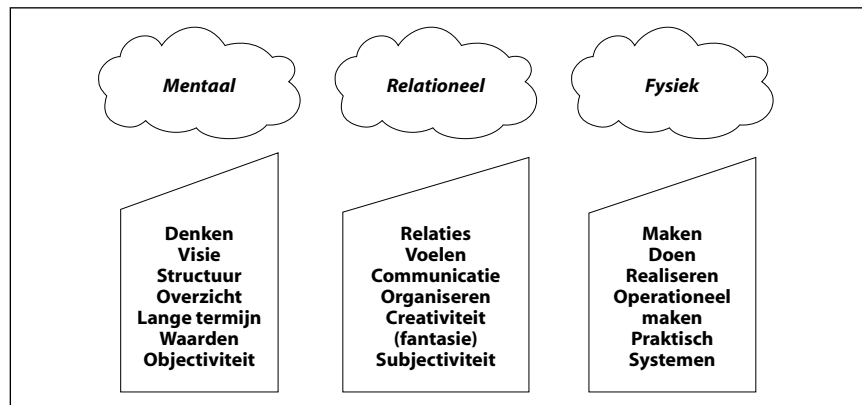 Mentaal
Relationeel
Fysiek
Denken
Visie
Structuur
Overzicht
Lange termijn
Waarden
Objectiviteit
Relaties
Voelen
Communicatie
Organiseren
Creativiteit
(fantasie)
Subjectiviteit
Maken
Doen
Realiseren
Operationeel
maken
Praktisch
Systemen